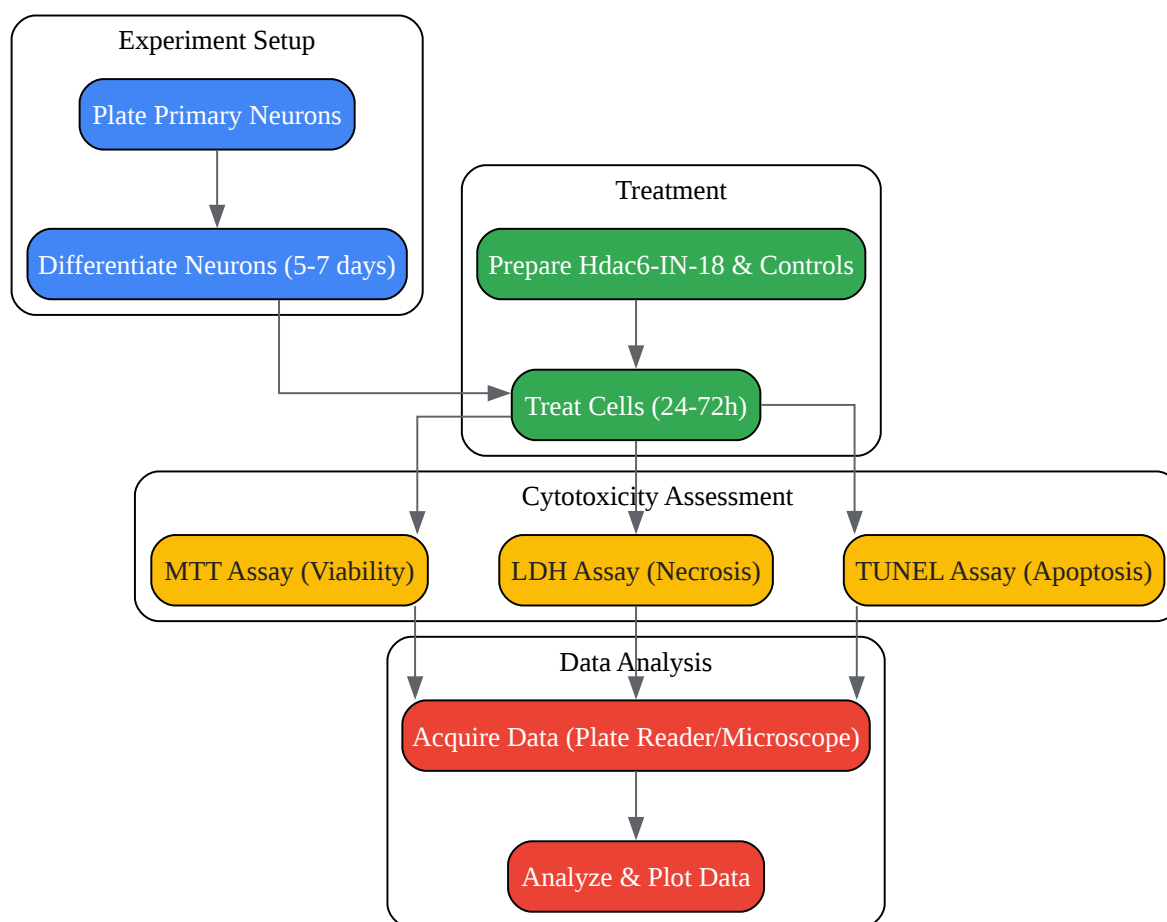 Experiment Setup
Plate Primary Neurons
Differentiate Neurons (5-7 days)
Treatment
Prepare Hdac6-IN-18 & Controls
Treat Cells (24-72h)
Cytotoxicity Assessment
MTT Assay (Viability)
LDH Assay (Necrosis)
TUNEL Assay (Apoptosis)
Data Analysis
Acquire Data (Plate Reader/Microscope)
Analyze & Plot Data